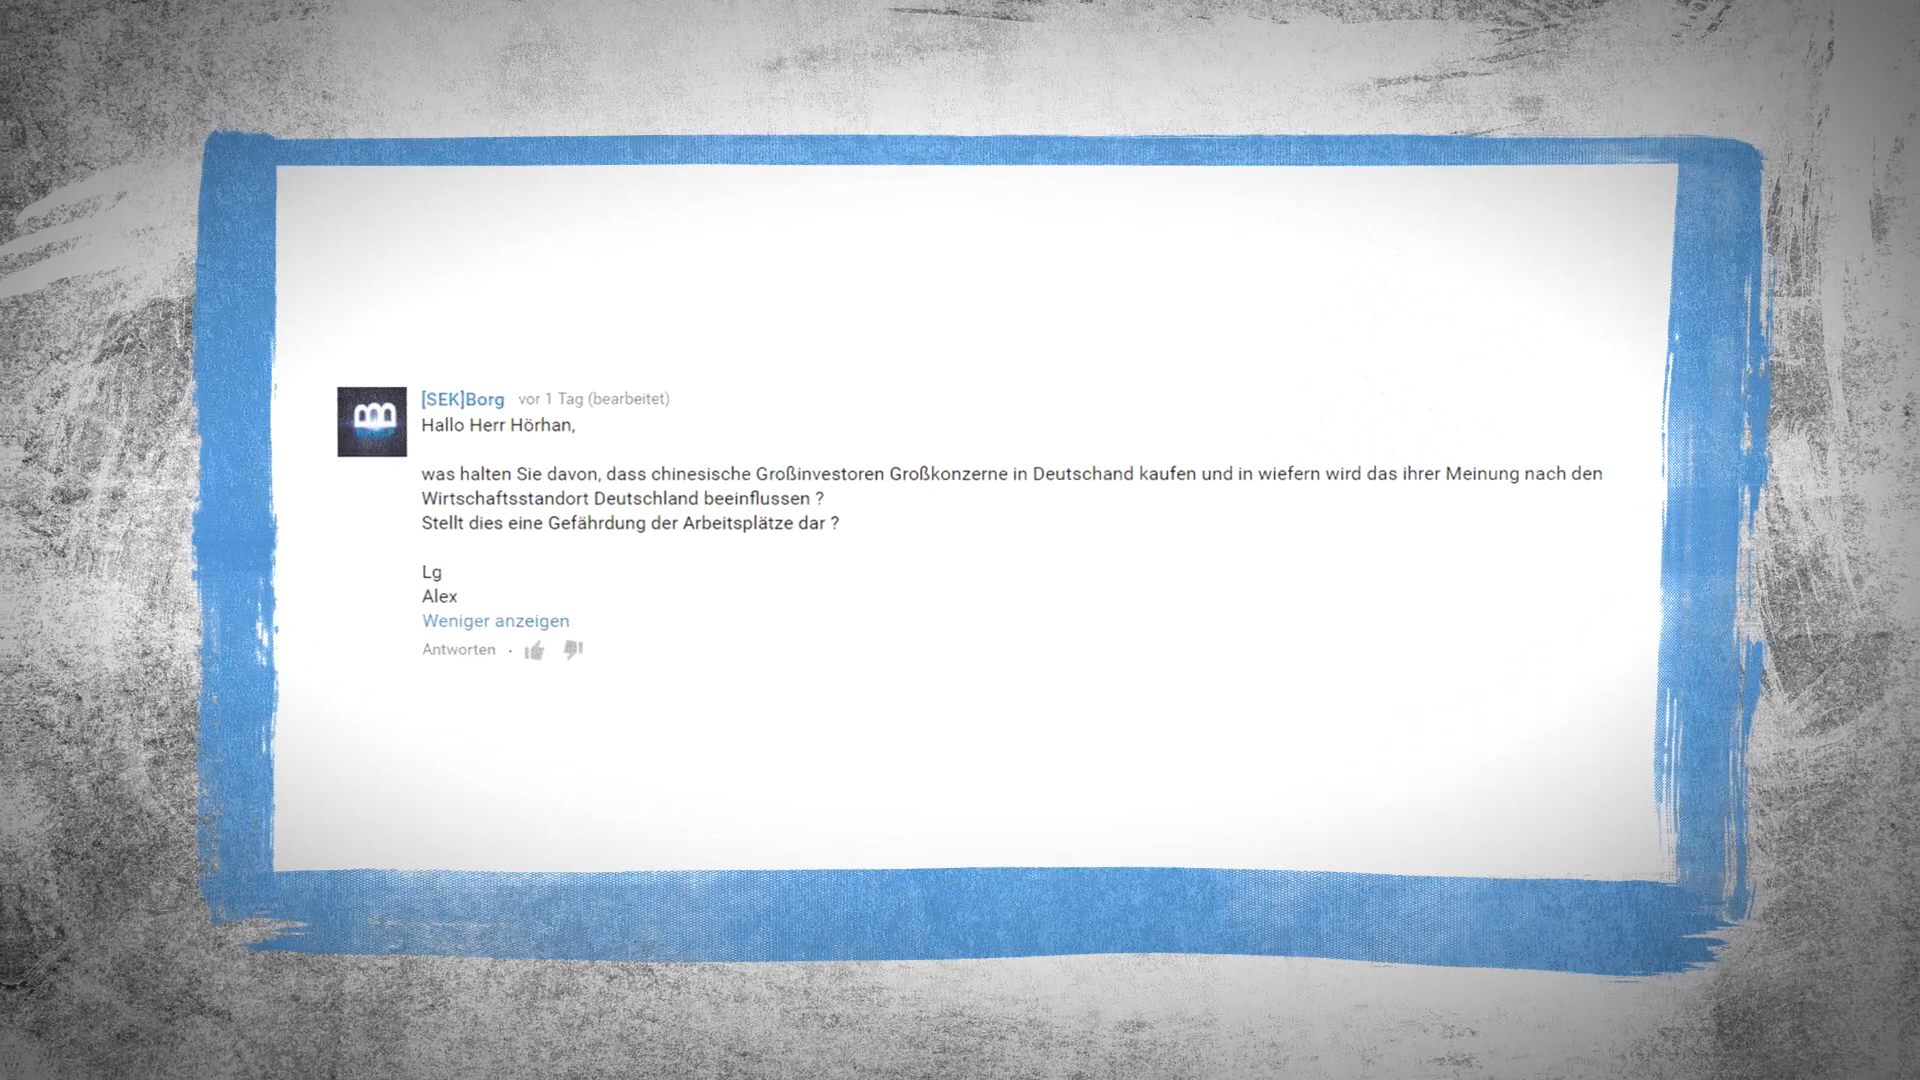 [SEK]Borg vor 1 Tag (bearbeitet)
Hallo Herr Hörhan,
was halten Sie davon, dass chinesische Großinvestoren Großkonzerne in Deutschand kaufen und in wiefern wird das ihrer Meinung nach den
Wirtschaftsstandort Deutschland beeinflussen ?
Stellt dies eine Gefährdung der Arbeitsplätze dar ?
Lg
Alex
Weniger anzeigen
Antworten ·